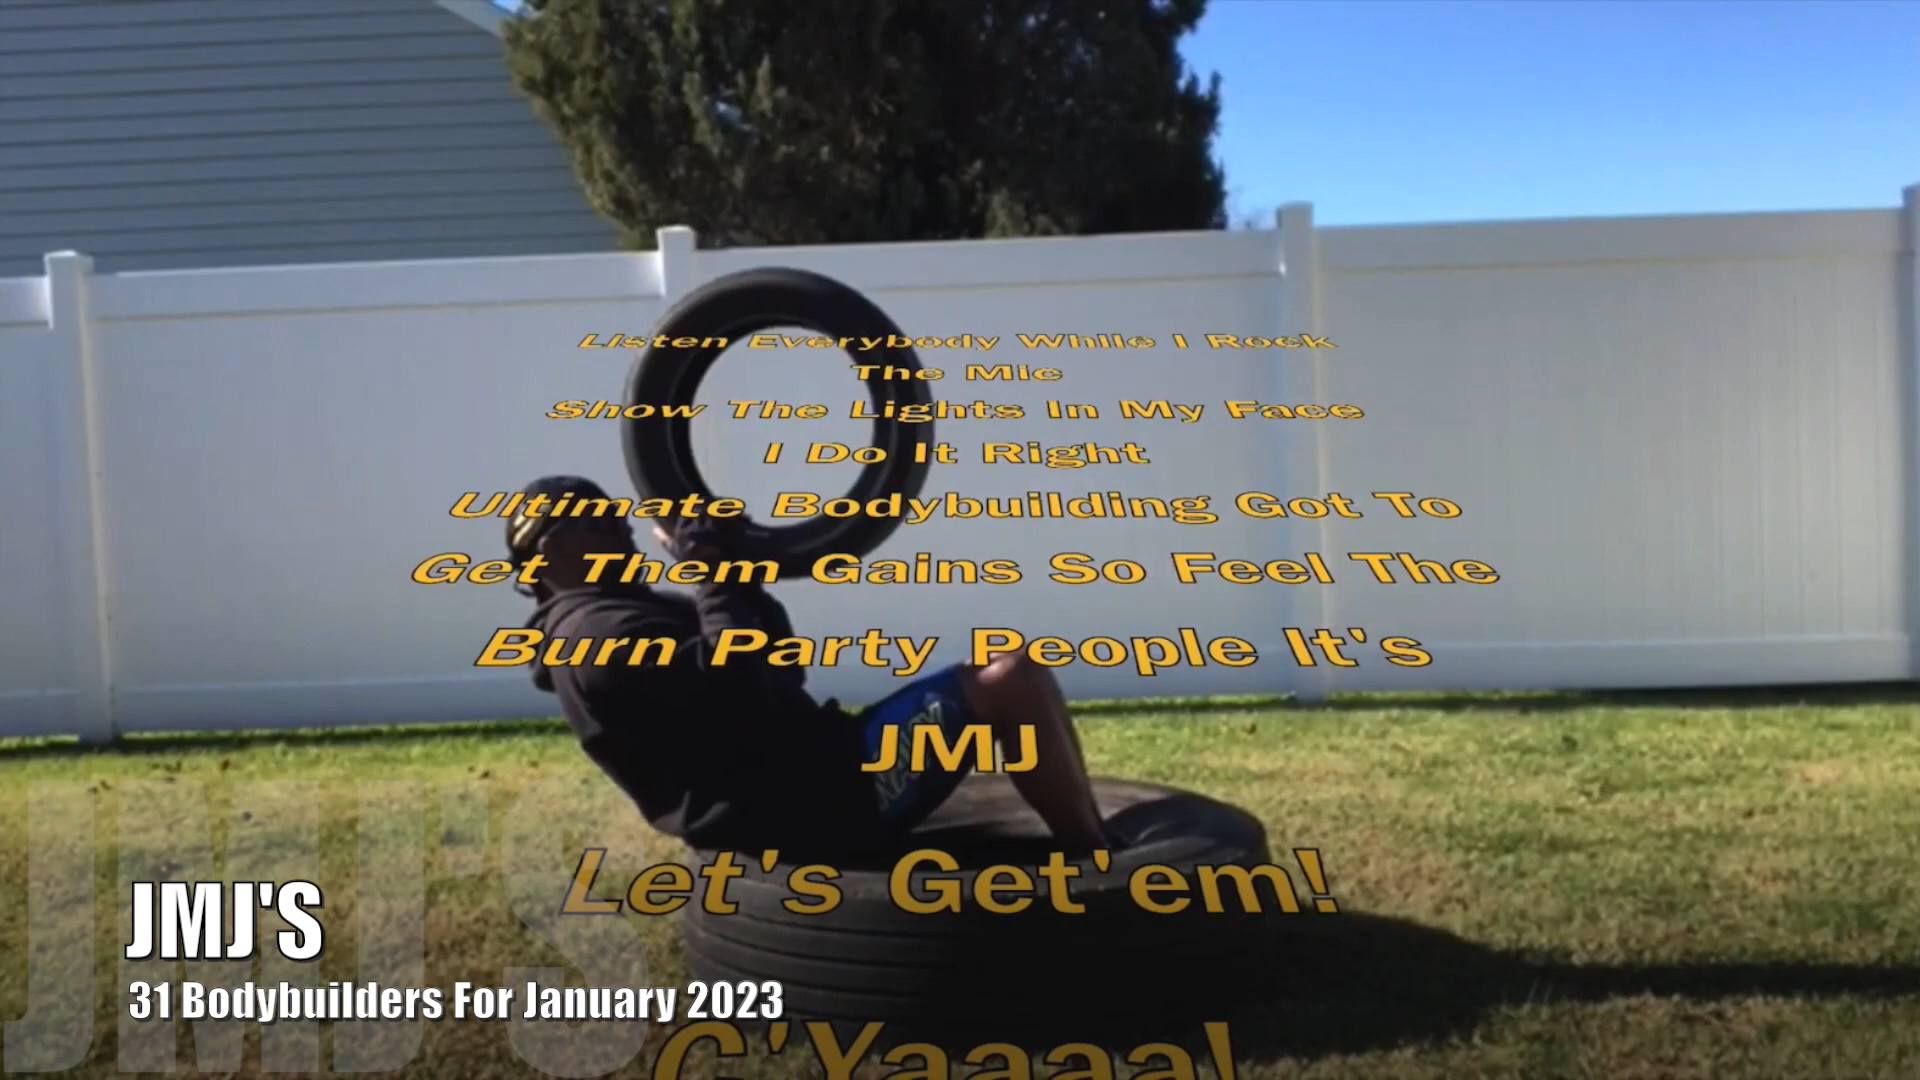 Listen Everybody While I Rock
The Mic
Show The Lights In My Face
I Do It Right
Ultimate Bodybuilding Got To
Get Them Gains So Feel The
Burn Party People It's
JMJ
Let's Get'em!
C'Yaaaa!
JMJ'S
JMJ'S
31 Bodybuilders For January 2023